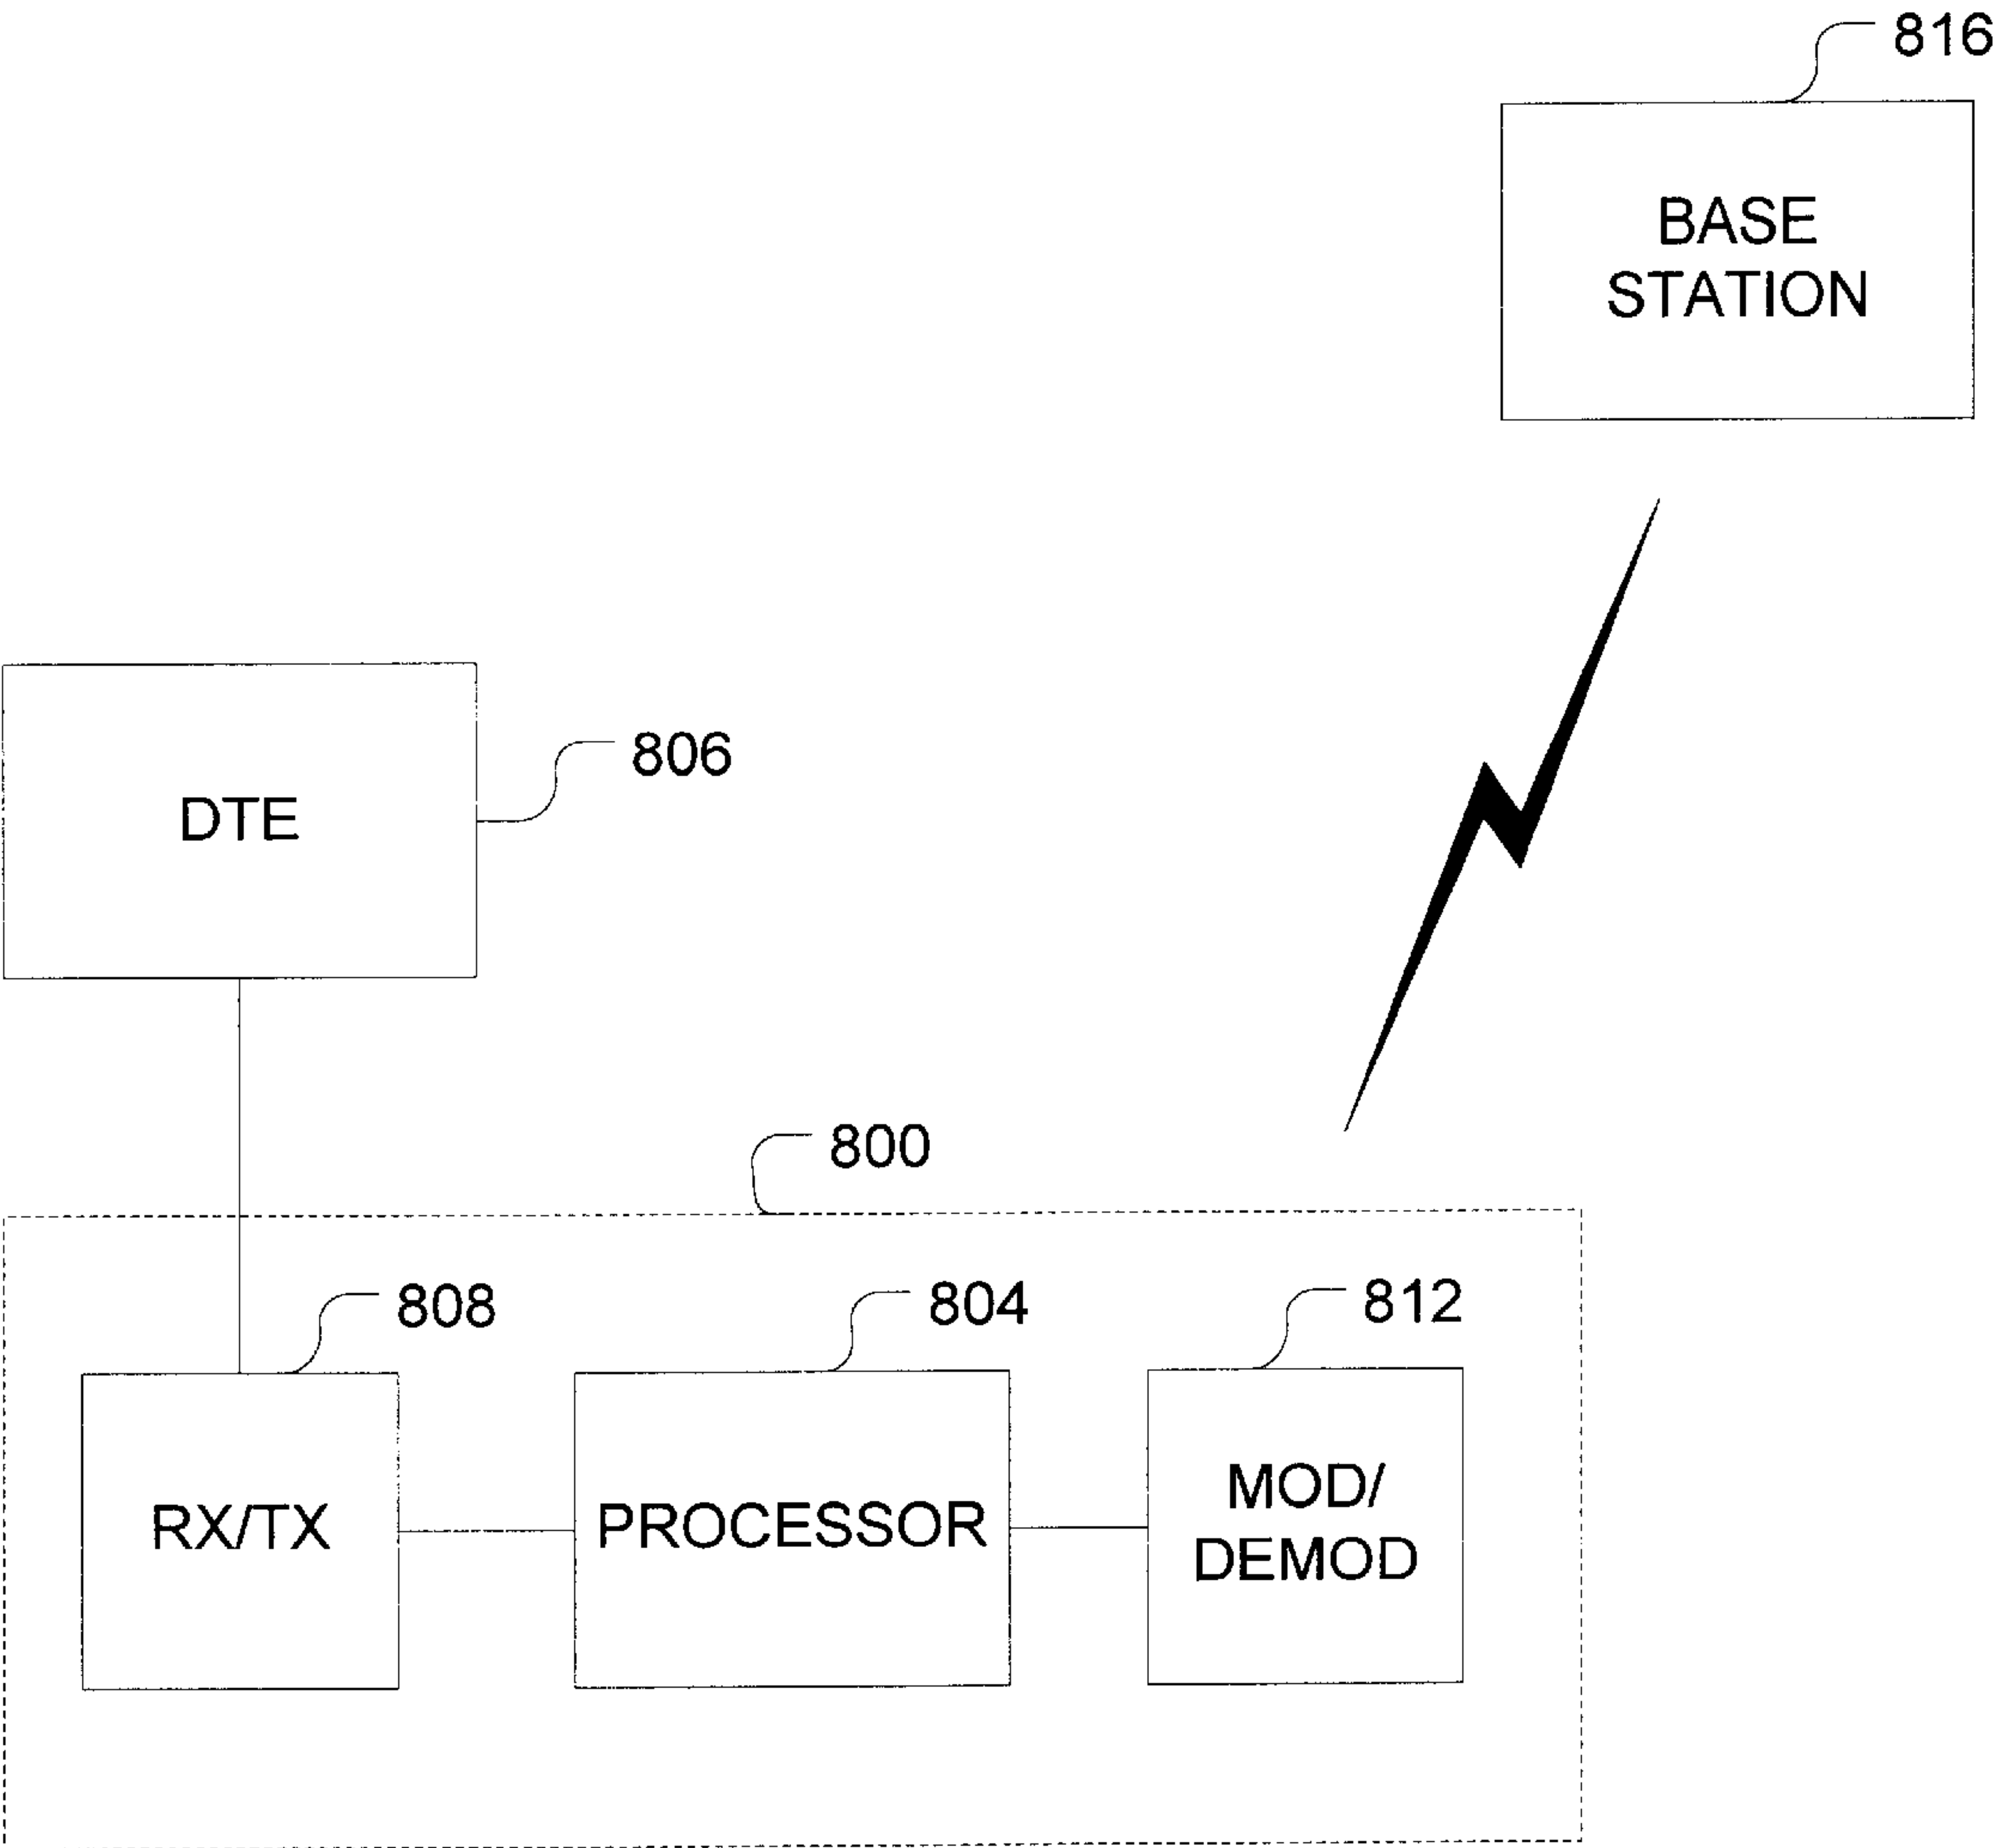 816
BASE
STATION
806
DTE
800
808
804
812
RX/TX
PROCESSOR
MOD/
DEMOD